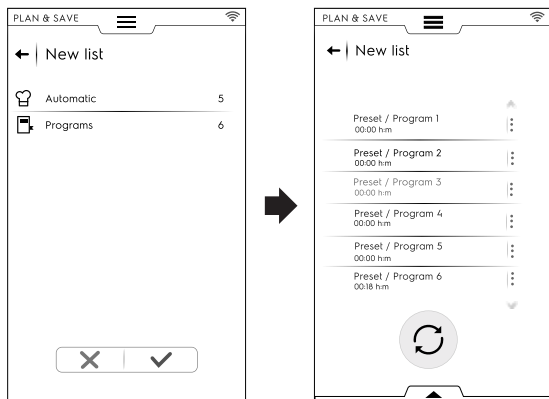 PLAN & SAVE
New list
Automatic 5
Programs 6
PLAN & SAVE
New list
Preset / Program 1
00:00 h:m
Preset / Program 2
00:00 h:m
Preset / Program 3
00:00 h:m
Preset / Program 4
00:00 h:m
Preset / Program 5
00:00 h:m
Preset / Program 6
00:18 h:m